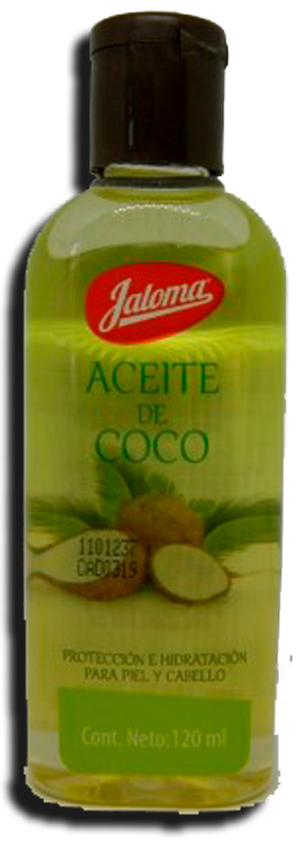 Jaloma
ACEITE
DE
COCO
1101237
CAD0319
PROTECCIÓN E HIDRATACIÓN
PARA PIEL Y CABELLO
Cont. Neto: 120 ml